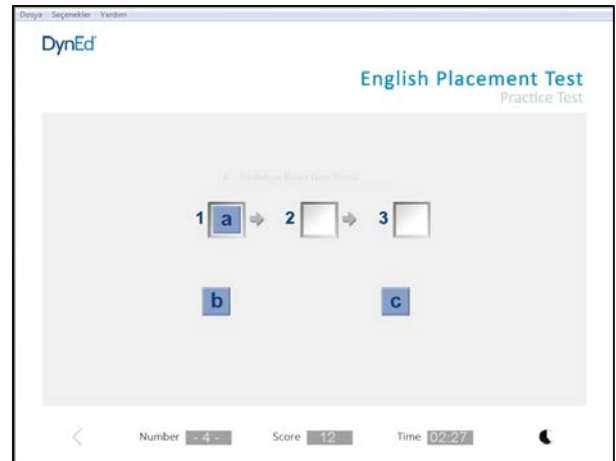 Dosya Seçenekler Yardım
DynEd
English Placement Test
Practice Test
1 a 2 3
b c
Number - 4 - Score 12 Time 02:27